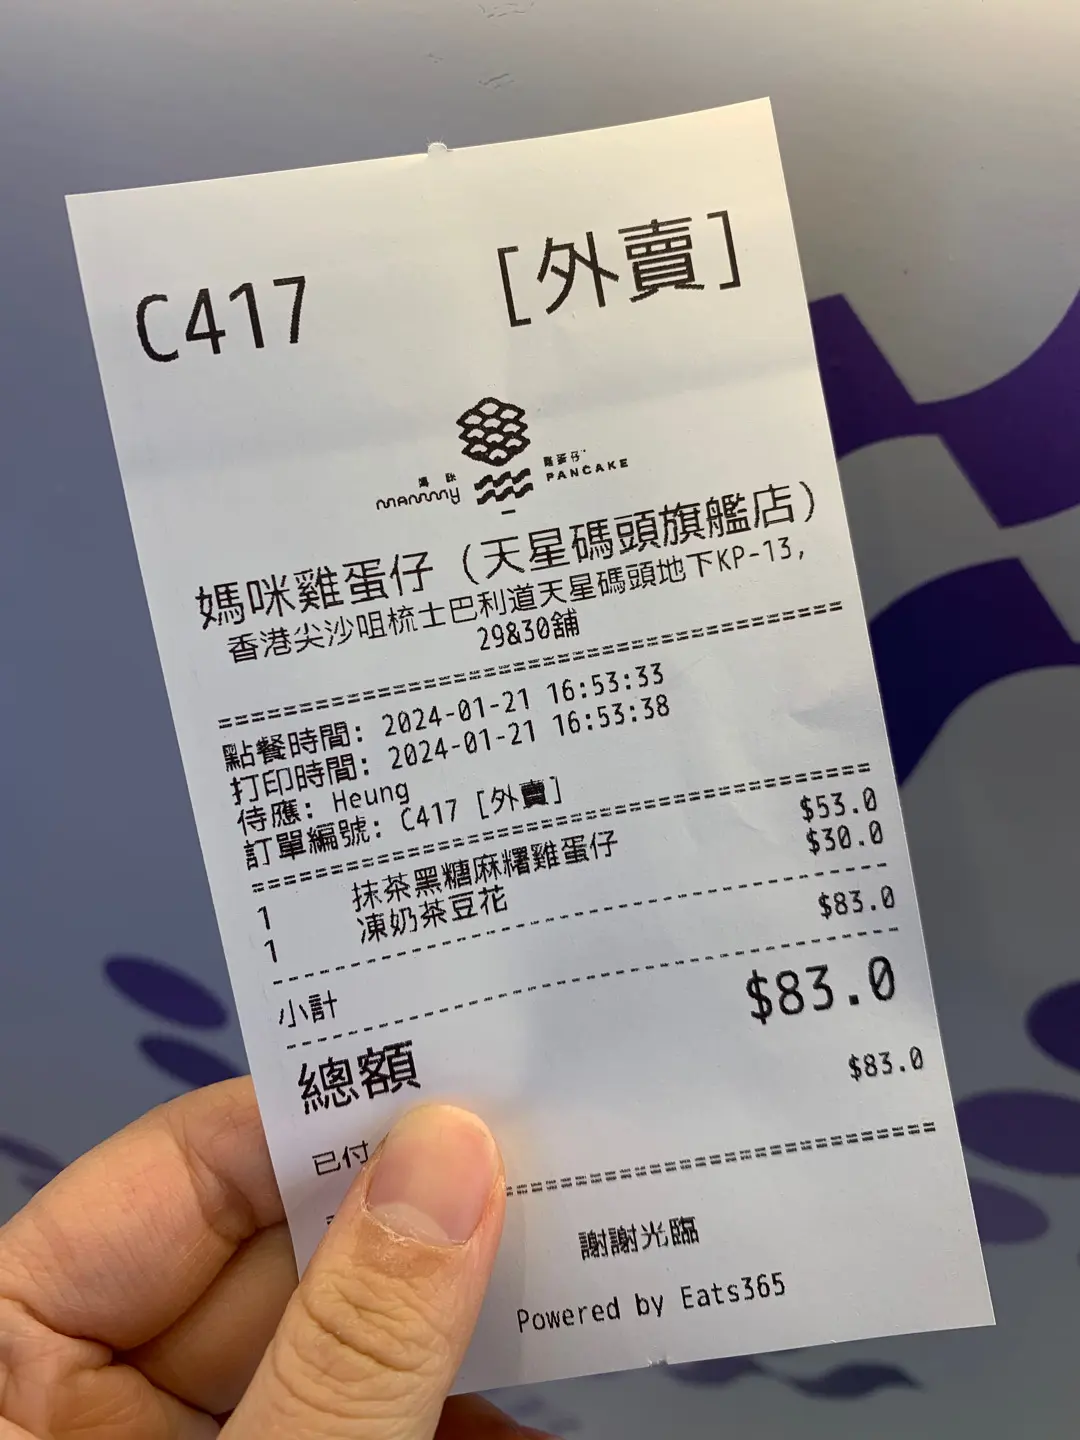 C417 [外賣]
媽咪 雞蛋仔
mammy PANCAKE
媽咪雞蛋仔 (天星碼頭旗艦店)
香港尖沙咀梳士巴利道天星碼頭地下KP-13,
29&30舖
點餐時間: 2024-01-21 16:53:33
打印時間: 2024-01-21 16:53:38
侍應: Heung
訂單編號: C417 [外賣]
1 抹茶黑糖麻糬雞蛋仔 $53.0
1 凍奶茶豆花 $30.0
小計 $83.0
總額 $83.0
已付 $83.0
謝謝光臨
Powered by Eats365